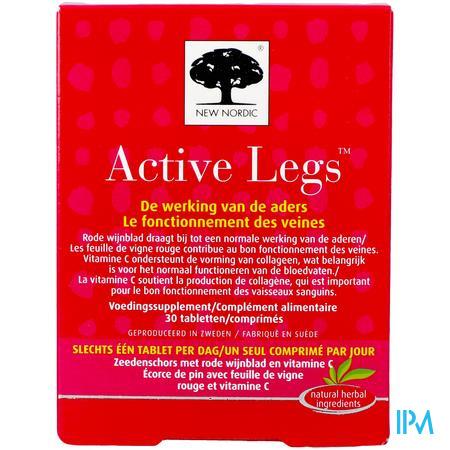 ®
NEW NORDIC
Active Legs™
De werking van de aders
Le fonctionnement des veines
Rode wijnblad draagt bij tot een normale werking van de aderen/
Les feuille de vigne rouge contribue au bon fonctionnement des veines.
Vitamine C ondersteunt de vorming van collageen, wat belangrijk
is voor het normaal functioneren van de bloedvaten./
La vitamine C soutient la production de collagène, qui est important
pour le bon fonctionnement des vaisseaux sanguins.
Voedingssupplement/Complément alimentaire
30 tabletten/comprimés
GEPRODUCEERD IN ZWEDEN / FABRIQUÉ EN SUÈDE
SLECHTS ÉÉN TABLET PER DAG/UN SEUL COMPRIMÉ PAR JOUR
Zeedenschors met rode wijnblad en vitamine C
Écorce de pin avec feuille de vigne
rouge et vitamine C
natural herbal
ingredients
IPM